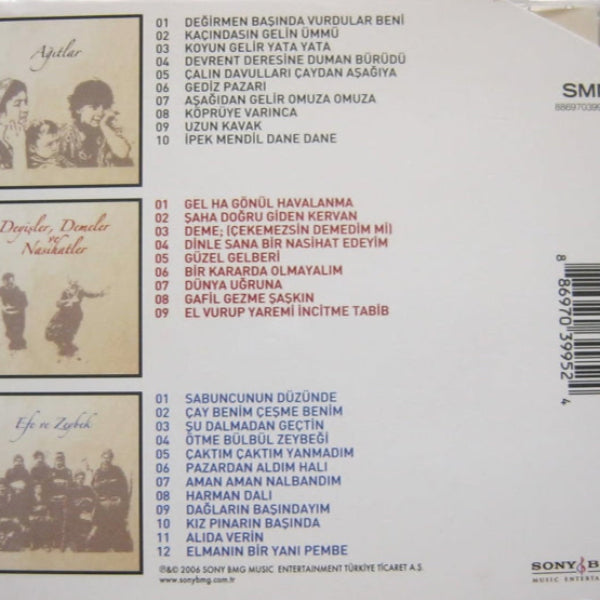 Ağıtlar
01 DEĞİRMEN BAŞINDA VURDULAR BENİ
02 KAÇINDASIN GELİN ÜMMÜ
03 KOYUN GELİR YATA YATA
04 DEVRENT DERESİNE DUMAN BÜRÜDÜ
05 ÇALIN DAVULLARI ÇAYDAN AŞAĞIYA
06 GEDİZ PAZARI
07 AŞAĞIDAN GELİR OMUZA OMUZA
08 KÖPRÜYE VARINCA
09 UZUN KAVAK
10 İPEK MENDİL DANE DANE
Deyişler, Demeler
ve
Nasihatler
01 GEL HA GÖNÜL HAVALANMA
02 ŞAHA DOĞRU GİDEN KERVAN
03 DEME; (ÇEKEMEZSİN DEMEDİM Mİ)
04 DİNLE SANA BİR NASİHAT EDEYİM
05 GÜZEL GELBERİ
06 BİR KARARDA OLMAYALIM
07 DÜNYA UĞRUNA
08 GAFİL GEZME ŞAŞKIN
09 EL VURUP YAREMİ İNCİTME TABİB
Efe ve Zeybek
01 SABUNCUNUN DÜZÜNDE
02 ÇAY BENİM ÇEŞME BENİM
03 ŞU DALMADAN GEÇTİN
04 ÖTME BÜLBÜL ZEYBEĞİ
05 ÇAKTIM ÇAKTIM YANMADIM
06 PAZARDAN ALDIM HALI
07 AMAN AMAN NALBANDIM
08 HARMAN DALI
09 DAĞLARIN BAŞINDAYIM
10 KIZ PINARIN BAŞINDA
11 ALIDA VERİN
12 ELMANIN BİR YANI PEMBE
℗&© 2006 SONY BMG MUSIC ENTERTAINMENT TÜRKİYE TİCARET A.S.
www.sonybmg.com.tr
SME
886970399
8 86970 39952 4
SONY B
MUSIC ENTERTA